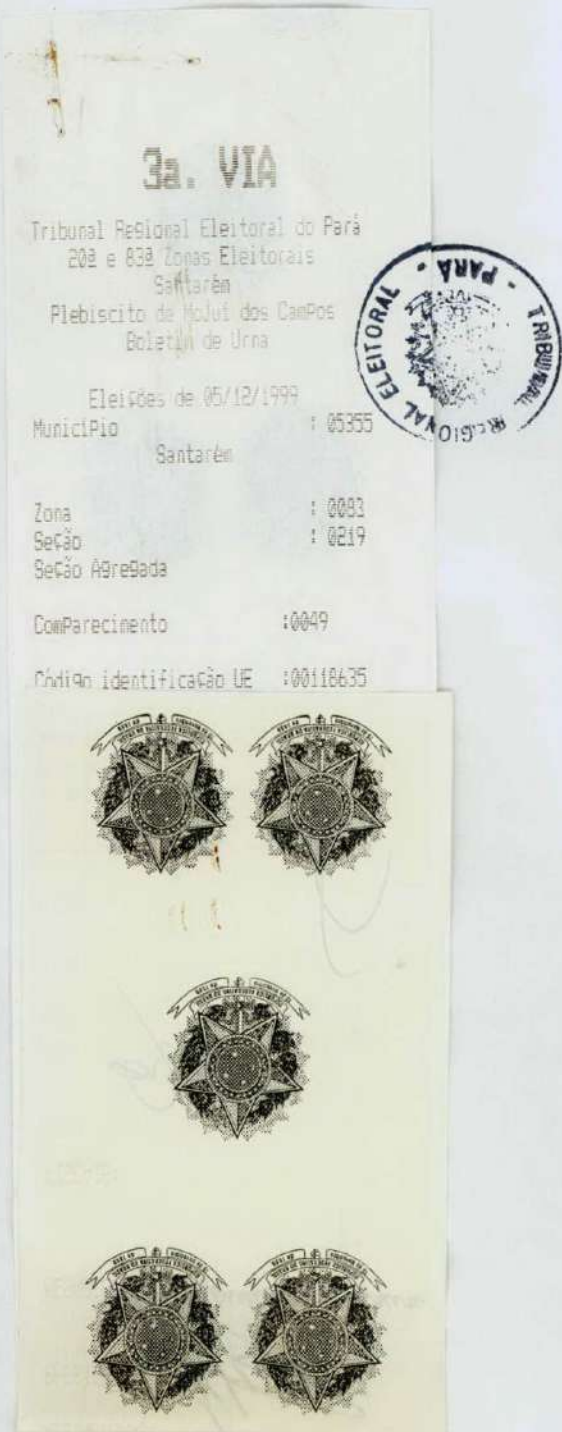 3a. VIA
Tribunal Regional Eleitoral do Pará
20ª e 83ª Zonas Eleitorais
Santarém
Plebiscito de Mojuí dos Campos
Boletim de Urna
Eleições de 05/12/1999
Município : 05355
Santarém
Zona : 0083
Seção : 0219
Seção Agregada
Comparecimento :0049
Código identificação UE :00118635
TRIBUNAL REGIONAL ELEITORAL - PARÁ -